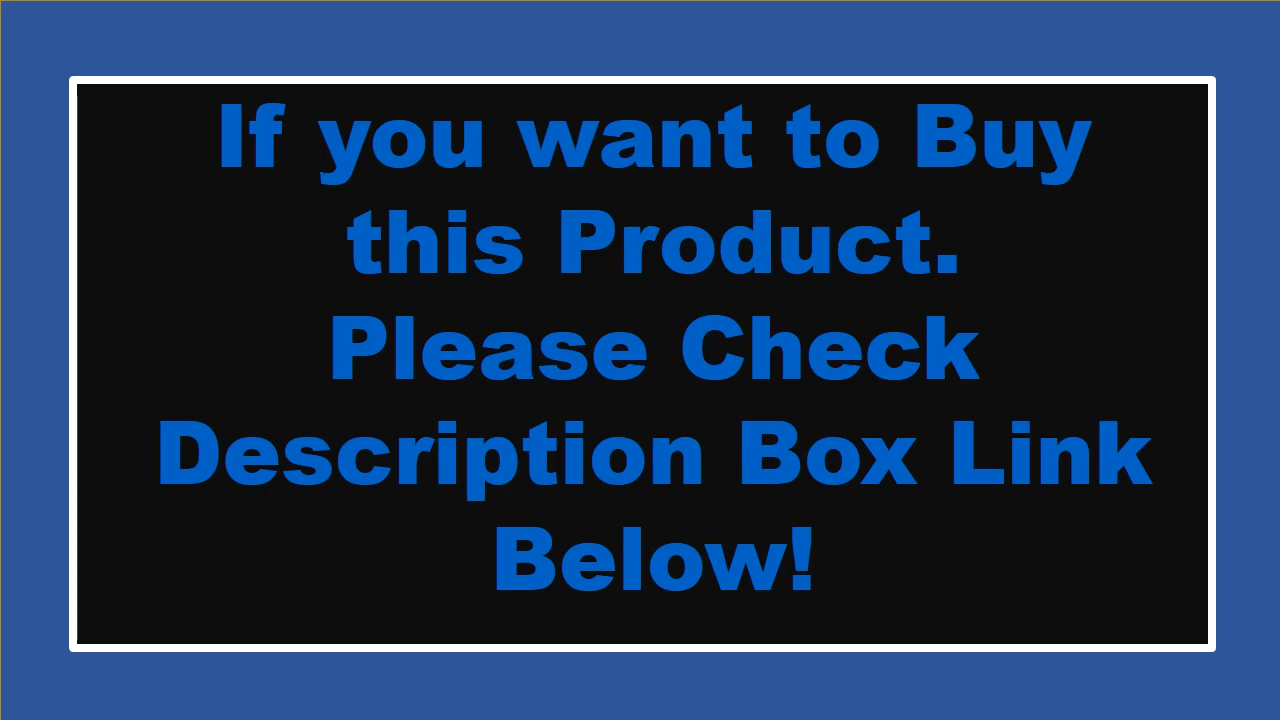 If you want to Buy
this Product.
Please Check
Description Box Link
Below!